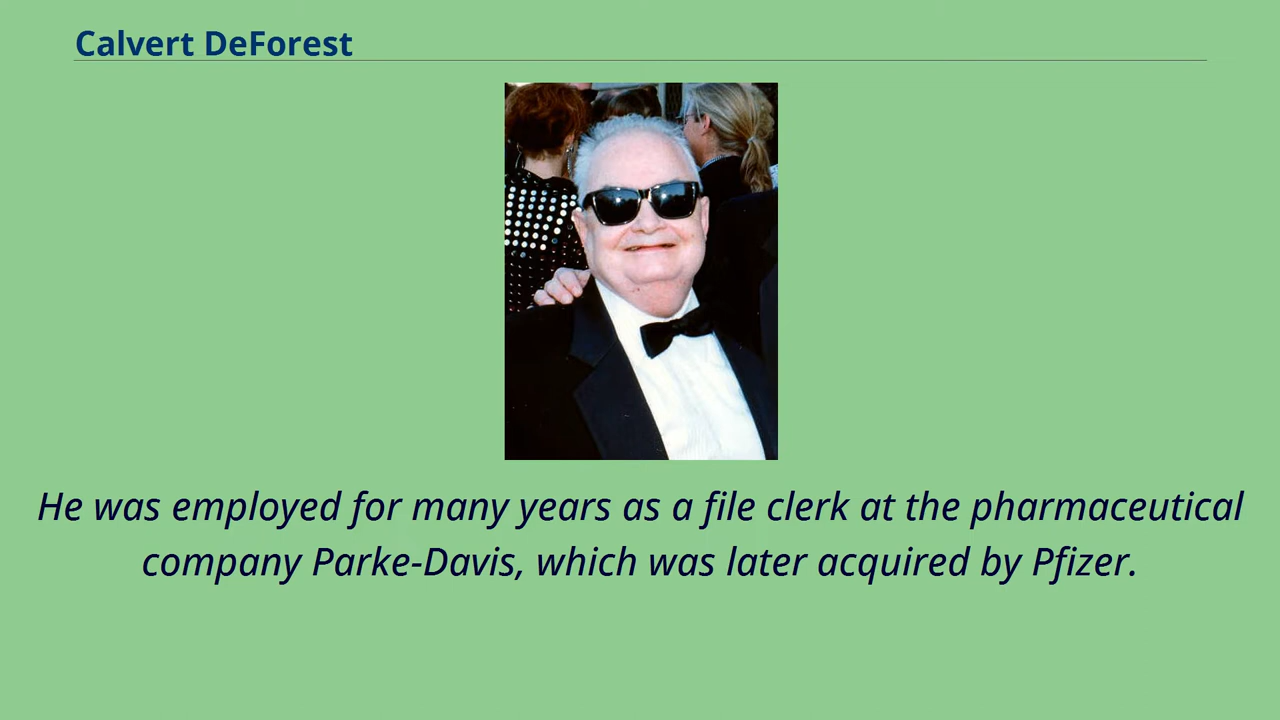 Calvert DeForest
He was employed for many years as a file clerk at the pharmaceutical
company Parke-Davis, which was later acquired by Pfizer.